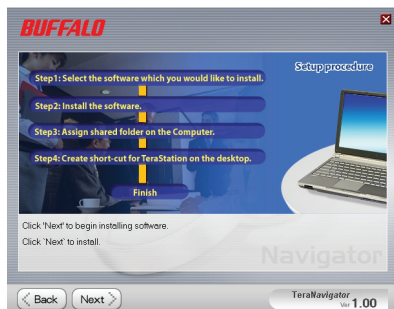 BUFFALO
Setup procedure
Step1: Select the software which you would like to install.
Step2: Install the software.
Step3: Assign shared folder on the Computer.
Step4: Create short-cut for TeraStation on the desktop.
Finish
Click 'Next' to begin installing software.
Click `Next` to install.
Navigator
Back
Next
TeraNavigator
Ver 1.00